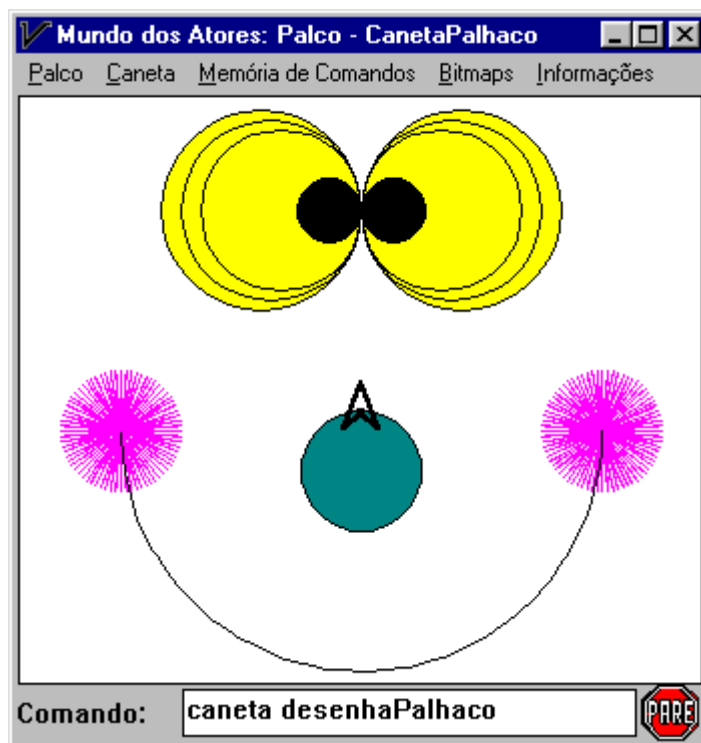 Mundo dos Atores: Palco - CanetaPalhaco
Palco Caneta Memória de Comandos Bitmaps Informações
Comando: caneta desenhaPalhaco PARE